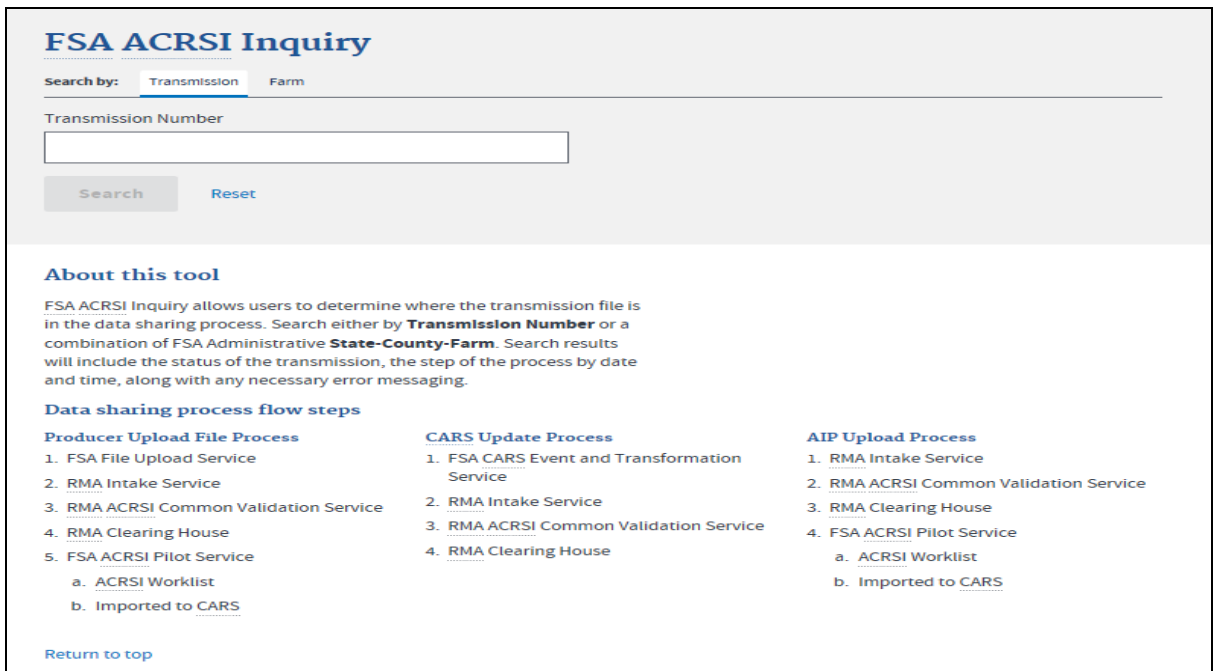 FSA ACRSI Inquiry
Search by: Transmission Farm
Transmission Number
Search Reset
About this tool
FSA ACRSI Inquiry allows users to determine where the transmission file is
in the data sharing process. Search either by Transmission Number or a
combination of FSA Administrative State-County-Farm. Search results
will include the status of the transmission, the step of the process by date
and time, along with any necessary error messaging.
Data sharing process flow steps
Producer Upload File Process
1. FSA File Upload Service
2. RMA Intake Service
3. RMA ACRSI Common Validation Service
4. RMA Clearing House
5. FSA ACRSI Pilot Service
a. ACRSI Worklist
b. Imported to CARS
CARS Update Process
1. FSA CARS Event and Transformation
Service
2. RMA Intake Service
3. RMA ACRSI Common Validation Service
4. RMA Clearing House
AIP Upload Process
1. RMA Intake Service
2. RMA ACRSI Common Validation Service
3. RMA Clearing House
4. FSA ACRSI Pilot Service
a. ACRSI Worklist
b. Imported to CARS
Return to top